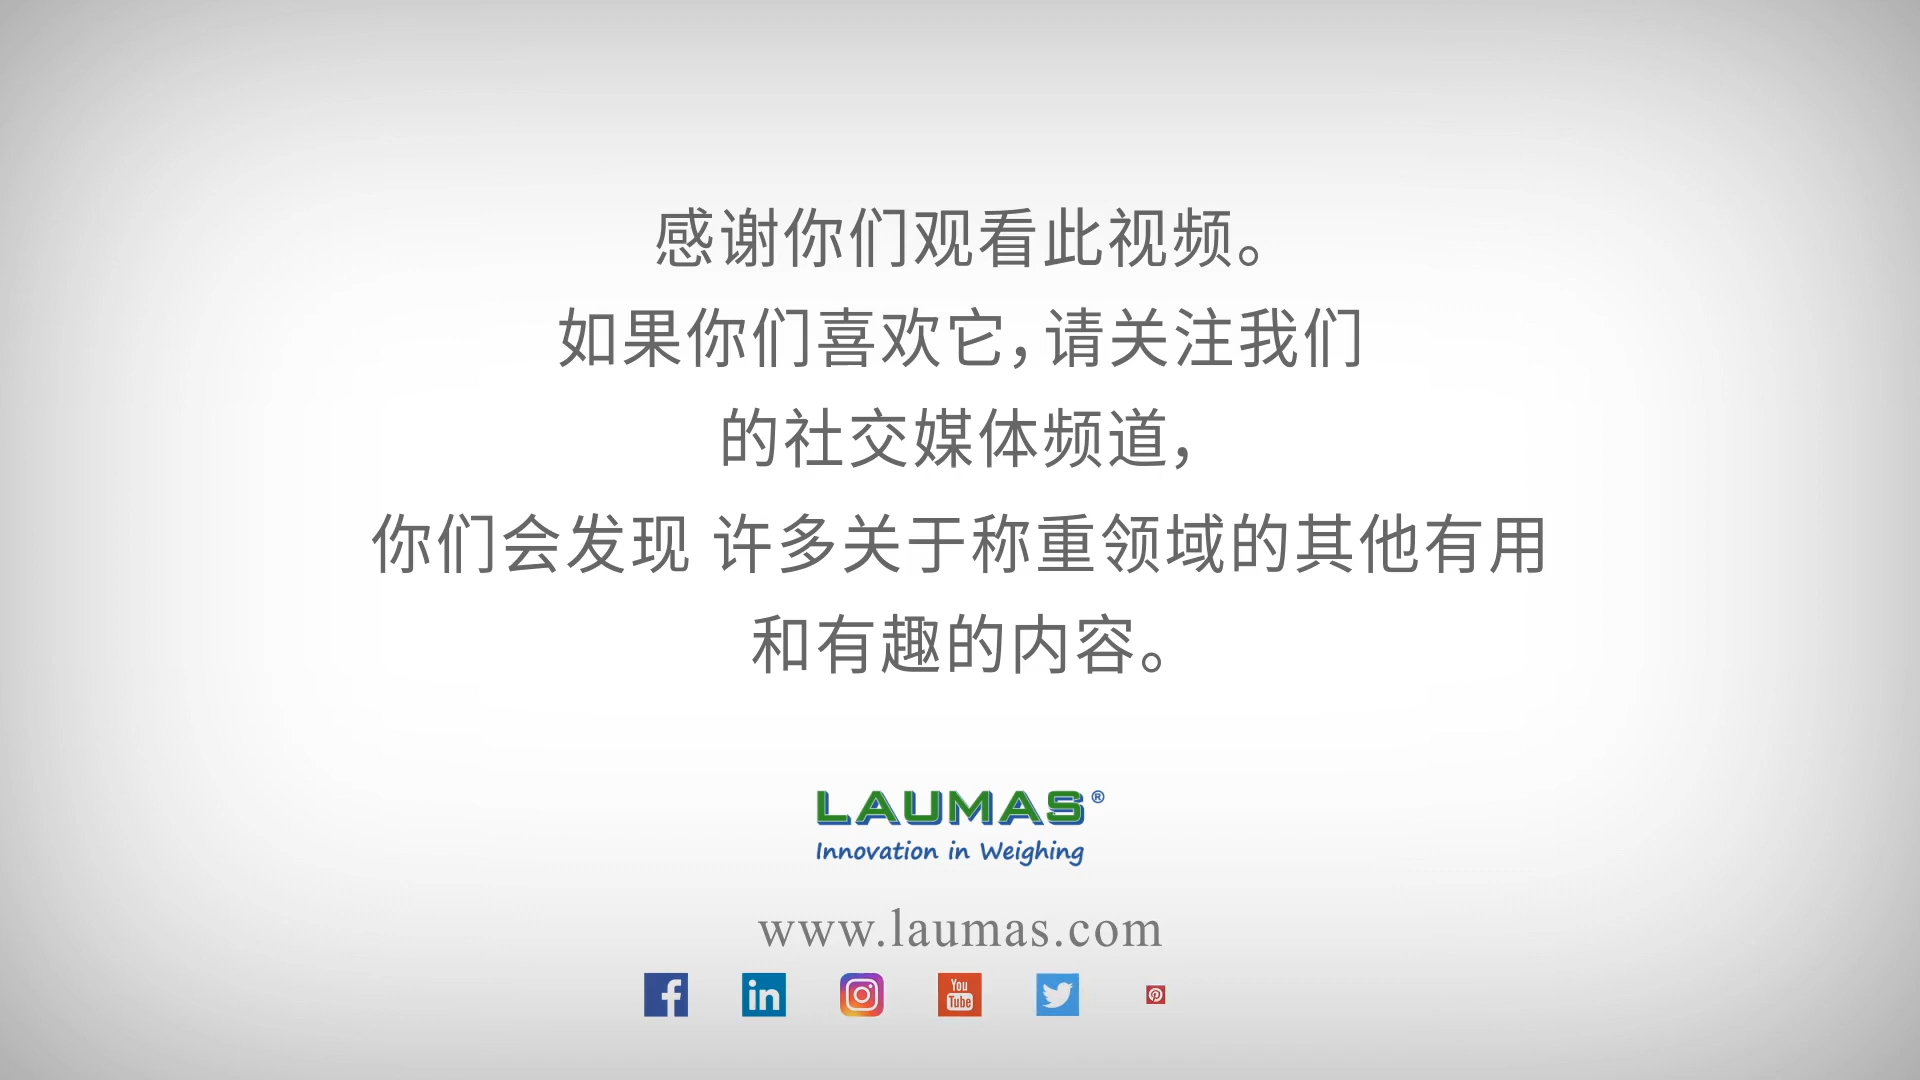 感谢你们观看此视频。
如果你们喜欢它，请关注我们
的社交媒体频道，
你们会发现 许多关于称重领域的其他有用
和有趣的内容。
LAUMAS®
Innovation in Weighing
www.laumas.com
You Tube